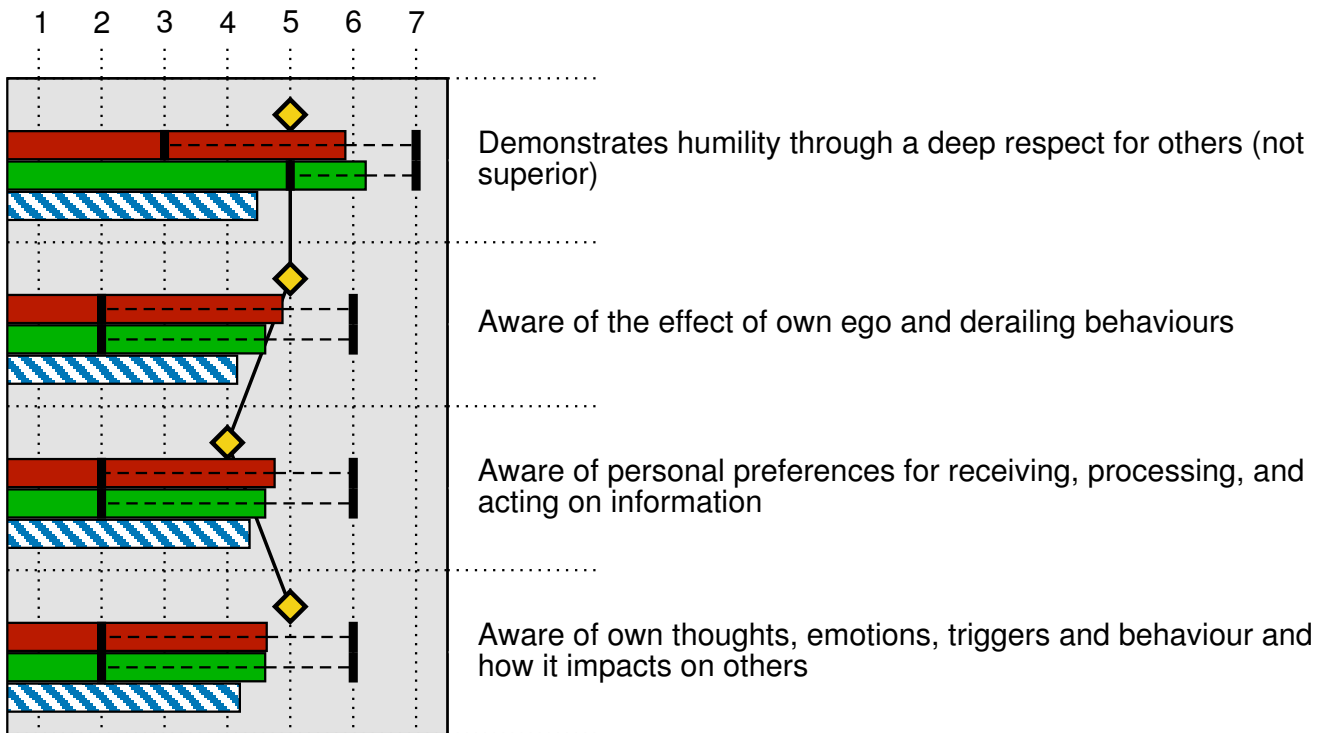 1 2 3 4 5 6 7
Demonstrates humility through a deep respect for others (not
superior)
Aware of the effect of own ego and derailing behaviours
Aware of personal preferences for receiving, processing, and
acting on information
Aware of own thoughts, emotions, triggers and behaviour and
how it impacts on others